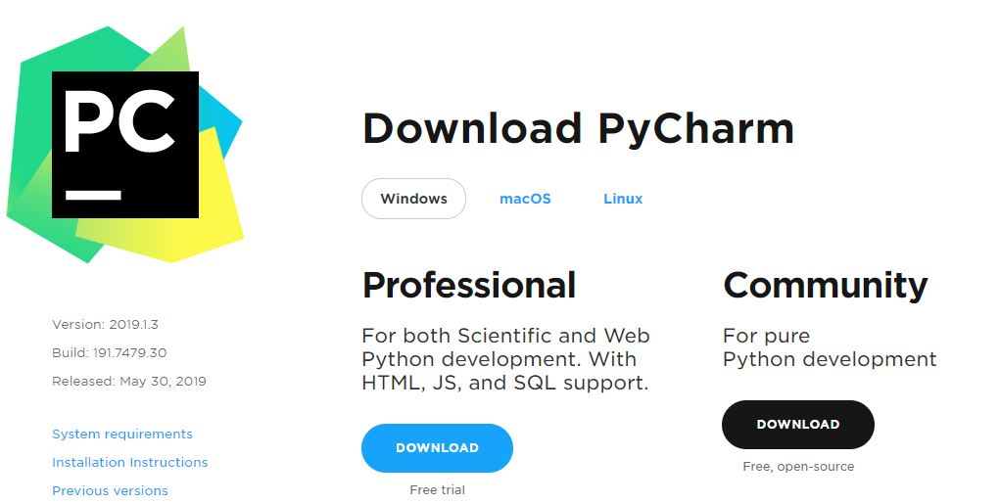 PC
Download PyCharm
Windows
macOS
Linux
Professional
For both Scientific and Web
Python development. With
HTML, JS, and SQL support.
DOWNLOAD
Free trial
Community
For pure
Python development
DOWNLOAD
Free, open-source
Version: 2019.1.3
Build: 191.7479.30
Released: May 30, 2019
System requirements
Installation Instructions
Previous versions